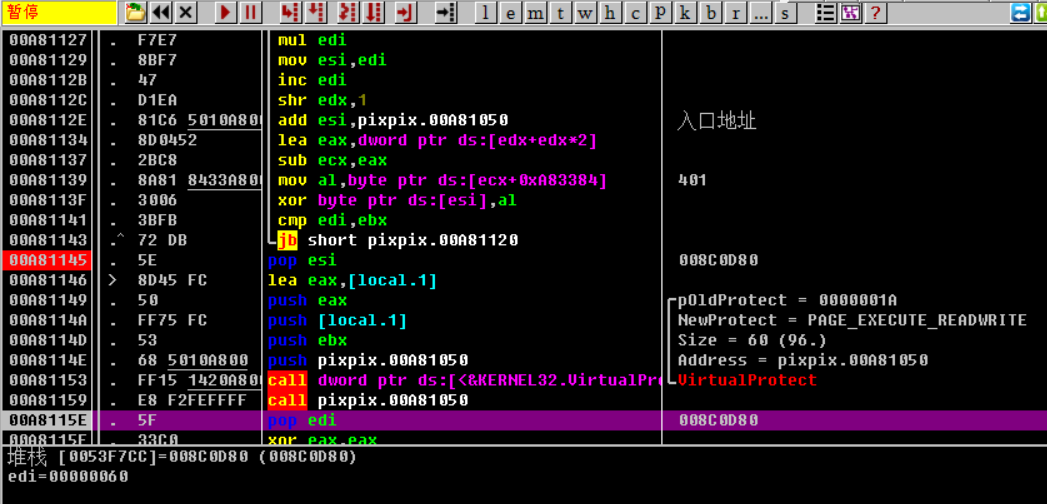 暂停 l e m t w h c p k b r ... s ?
00A81127 . F7E7 mul edi
00A81129 . 8BF7 mov esi,edi
00A8112B . 47 inc edi
00A8112C . D1EA shr edx,1
00A8112E . 81C6 5010A800 add esi,pixpix.00A81050 入口地址
00A81134 . 8D0452 lea eax,dword ptr ds:[edx+edx*2]
00A81137 . 2BC8 sub ecx,eax
00A81139 . 8A81 8433A800 mov al,byte ptr ds:[ecx+0xA83384] 401
00A8113F . 3006 xor byte ptr ds:[esi],al
00A81141 . 3BFB cmp edi,ebx
00A81143 .^ 72 DB jb short pixpix.00A81120
00A81145 . 5E pop esi 008C0D80
00A81146 > 8D45 FC lea eax,[local.1]
00A81149 . 50 push eax pOldProtect = 0000001A
00A8114A . FF75 FC push [local.1] NewProtect = PAGE_EXECUTE_READWRITE
00A8114D . 53 push ebx Size = 60 (96.)
00A8114E . 68 5010A800 push pixpix.00A81050 Address = pixpix.00A81050
00A81153 . FF15 1420A800 call dword ptr ds:[<&KERNEL32.VirtualPro VirtualProtect
00A81159 . E8 F2FEFFFF call pixpix.00A81050
00A8115E . 5F pop edi 008C0D80
00A8115F . 33C0 xor eax,eax
堆栈 [0053F7CC]=008C0D80 (008C0D80)
edi=00000060